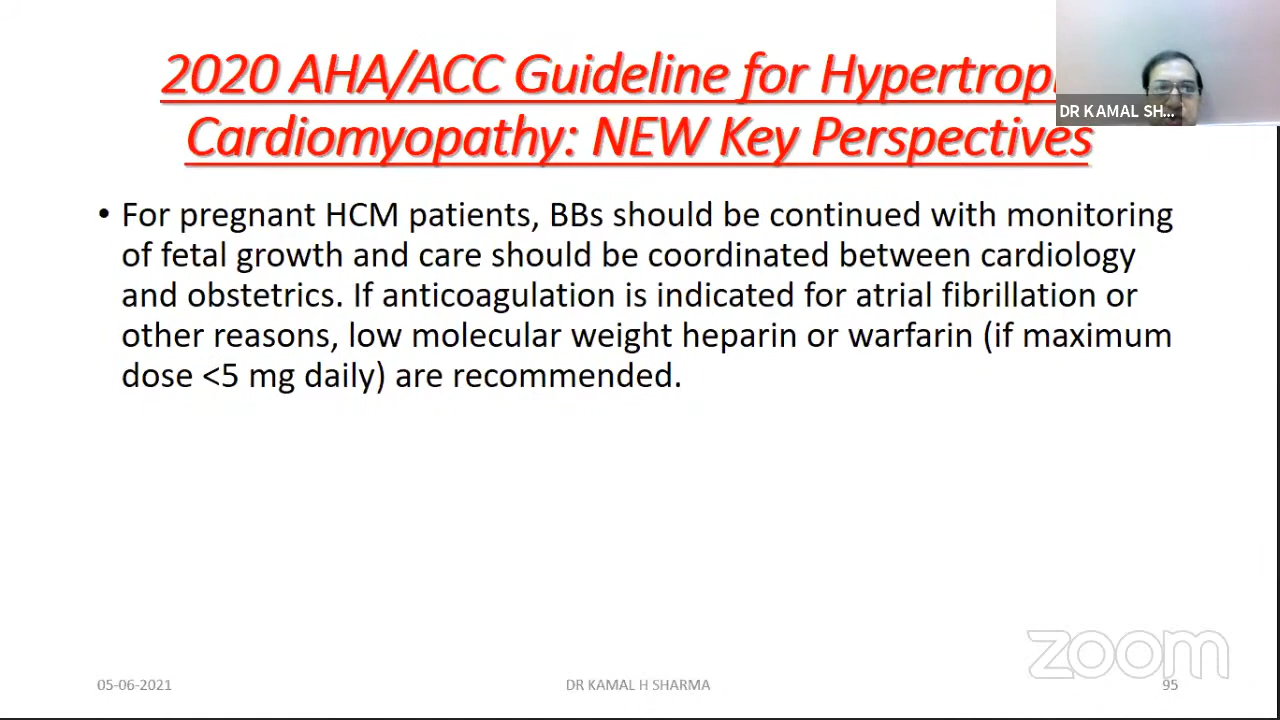 2020 AHA/ACC Guideline for Hypertroph
Cardiomyopathy: NEW Key Perspectives
DR KAMAL SH...
• For pregnant HCM patients, BBs should be continued with monitoring
of fetal growth and care should be coordinated between cardiology
and obstetrics. If anticoagulation is indicated for atrial fibrillation or
other reasons, low molecular weight heparin or warfarin (if maximum
dose <5 mg daily) are recommended.
zoom
05-06-2021
DR KAMAL H SHARMA
95